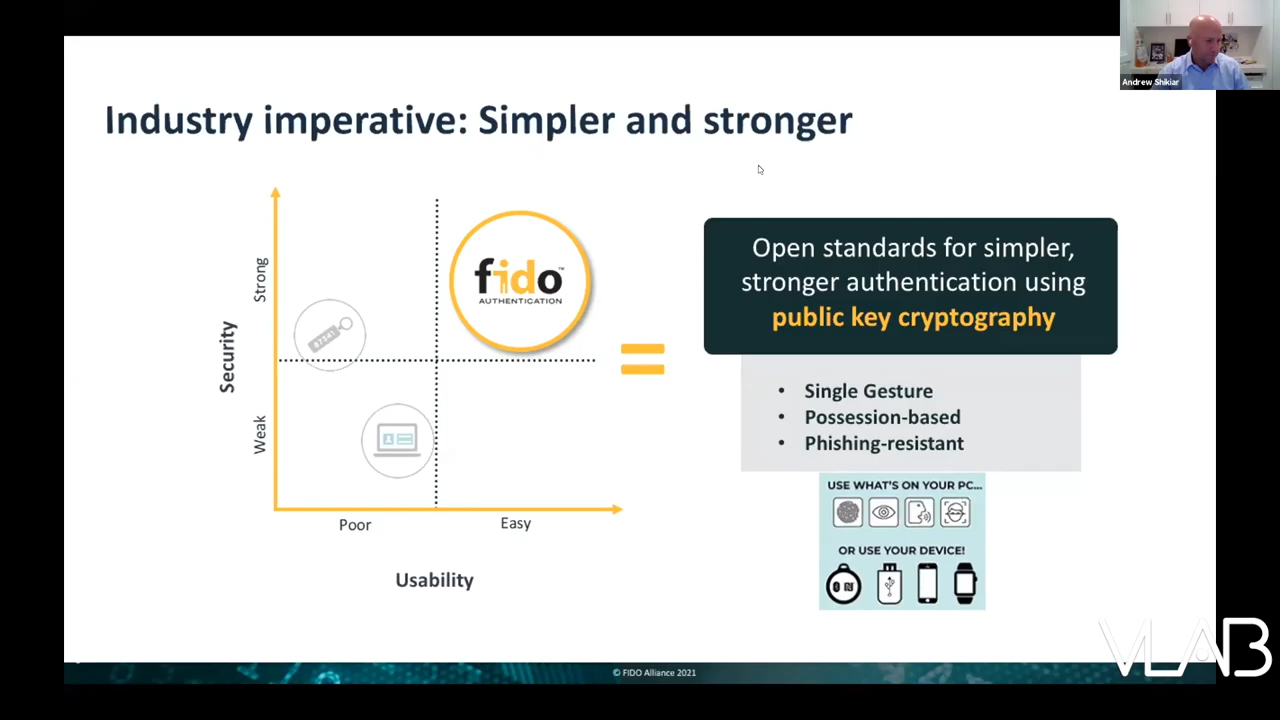 Andrew Shikiar
Industry imperative: Simpler and stronger
Security
Strong
Weak
87141
fido™
AUTHENTICATION
Poor
Easy
Usability
Open standards for simpler,
stronger authentication using
public key cryptography
• Single Gesture
• Possession-based
• Phishing-resistant
USE WHAT'S ON YOUR PC...
OR USE YOUR DEVICE!
© FIDO Alliance 2021
VLAB